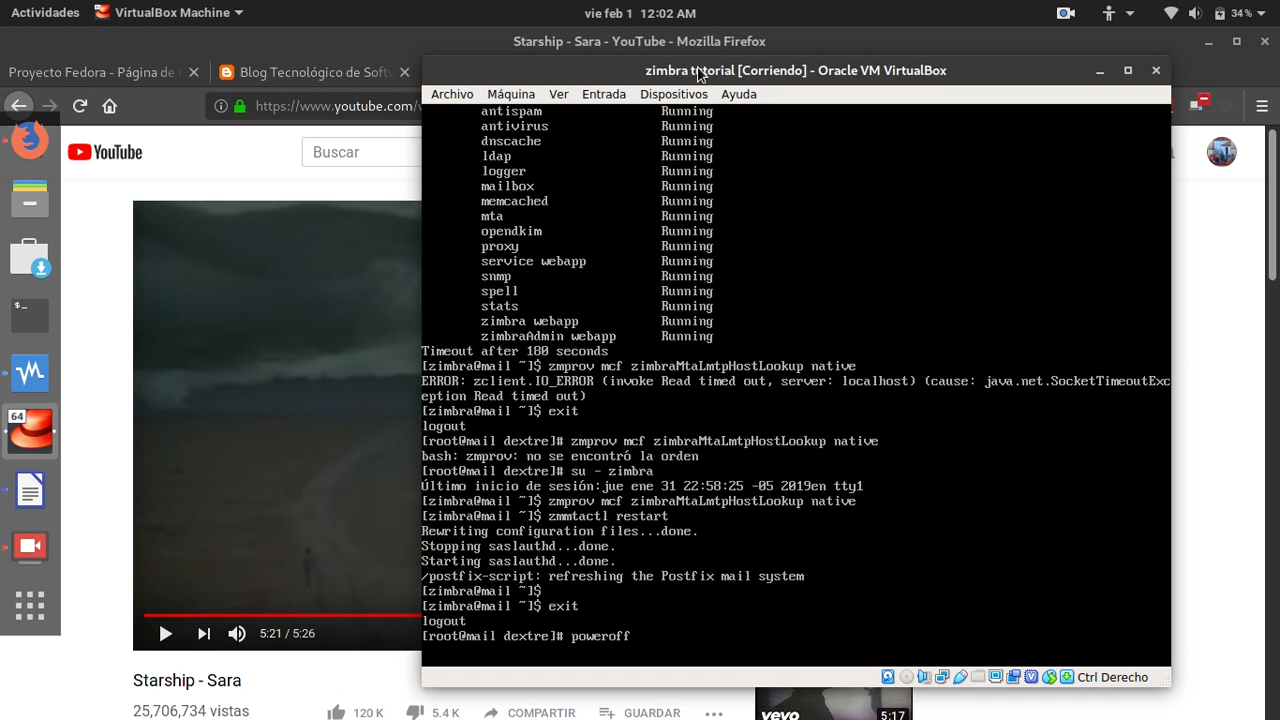 Actividades
VirtualBox Machine
vie feb 1 12:02 AM
34%
Starship - Sara - YouTube - Mozilla Firefox
Proyecto Fedora - Página de
Blog Tecnológico de Softw
https://www.youtube.com/
YouTube
Buscar
zimbra tutorial [Corriendo] - Oracle VM VirtualBox
Archivo Máquina Ver Entrada Dispositivos Ayuda
antispam Running
antivirus Running
dnscache Running
ldap Running
logger Running
mailbox Running
memcached Running
mta Running
opendkim Running
proxy Running
service webapp Running
snmp Running
spell Running
stats Running
zimbra webapp Running
zimbraAdmin webapp Running
Timeout after 180 seconds
[zimbra@mail ~]$ zmprov mcf zimbraMtaLmtpHostLookup native
ERROR: zclient.IO_ERROR (invoke Read timed out, server: localhost) (cause: java.net.SocketTimeoutExc
eption Read timed out)
[zimbra@mail ~]$ exit
logout
[root@mail dextre]# zmprov mcf zimbraMtaLmtpHostLookup native
bash: zmprov: no se encontró la orden
[root@mail dextre]# su - zimbra
Último inicio de sesión:jue ene 31 22:58:25 -05 2019en tty1
[zimbra@mail ~]$ zmprov mcf zimbraMtaLmtpHostLookup native
[zimbra@mail ~]$ zmmtactl restart
Rewriting configuration files...done.
Stopping saslauthd...done.
Starting saslauthd...done.
/postfix-script: refreshing the Postfix mail system
[zimbra@mail ~]$
[zimbra@mail ~]$ exit
logout
[root@mail dextre]# poweroff
Ctrl Derecho
64
5:21 / 5:26
Starship - Sara
25,706,734 vistas
120 K
5.4 K
COMPARTIR
GUARDAR
vevo
5:17